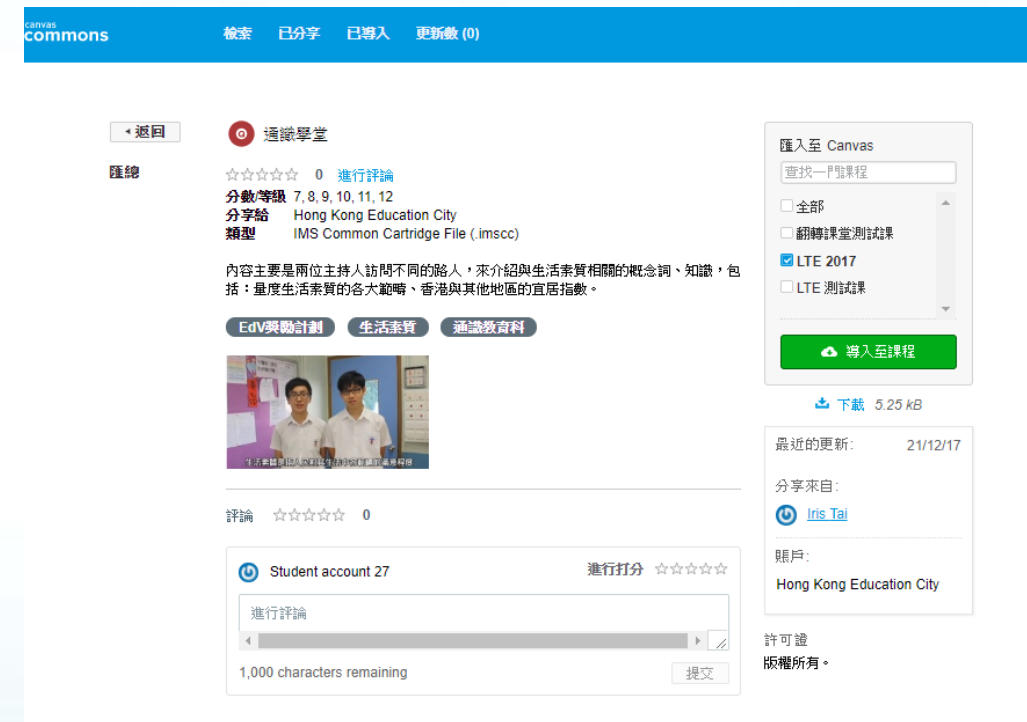 canvas
commons
檢索 已分享 已導入 更新數 (0)
◂ 返回
匯總
通識學堂
0 進行評論
分數/等級 7, 8, 9, 10, 11, 12
分享給 Hong Kong Education City
類型 IMS Common Cartridge File (.imscc)
內容主要是兩位主持人訪問不同的路人，來介紹與生活素質相關的概念詞、知識，包
括：量度生活素質的各大範疇、香港與其他地區的宜居指數。
EdV獎勵計劃 生活素質 通識教育科
評論 0
Student account 27 進行打分
進行評論
1,000 characters remaining 提交
匯入至 Canvas
查找一門課程
全部
翻轉課堂測試課
LTE 2017
LTE 測試課
導入至課程
下載 5.25 kB
最近的更新: 21/12/17
分享來自:
Iris Tai
賬戶:
Hong Kong Education City
許可證
版權所有。